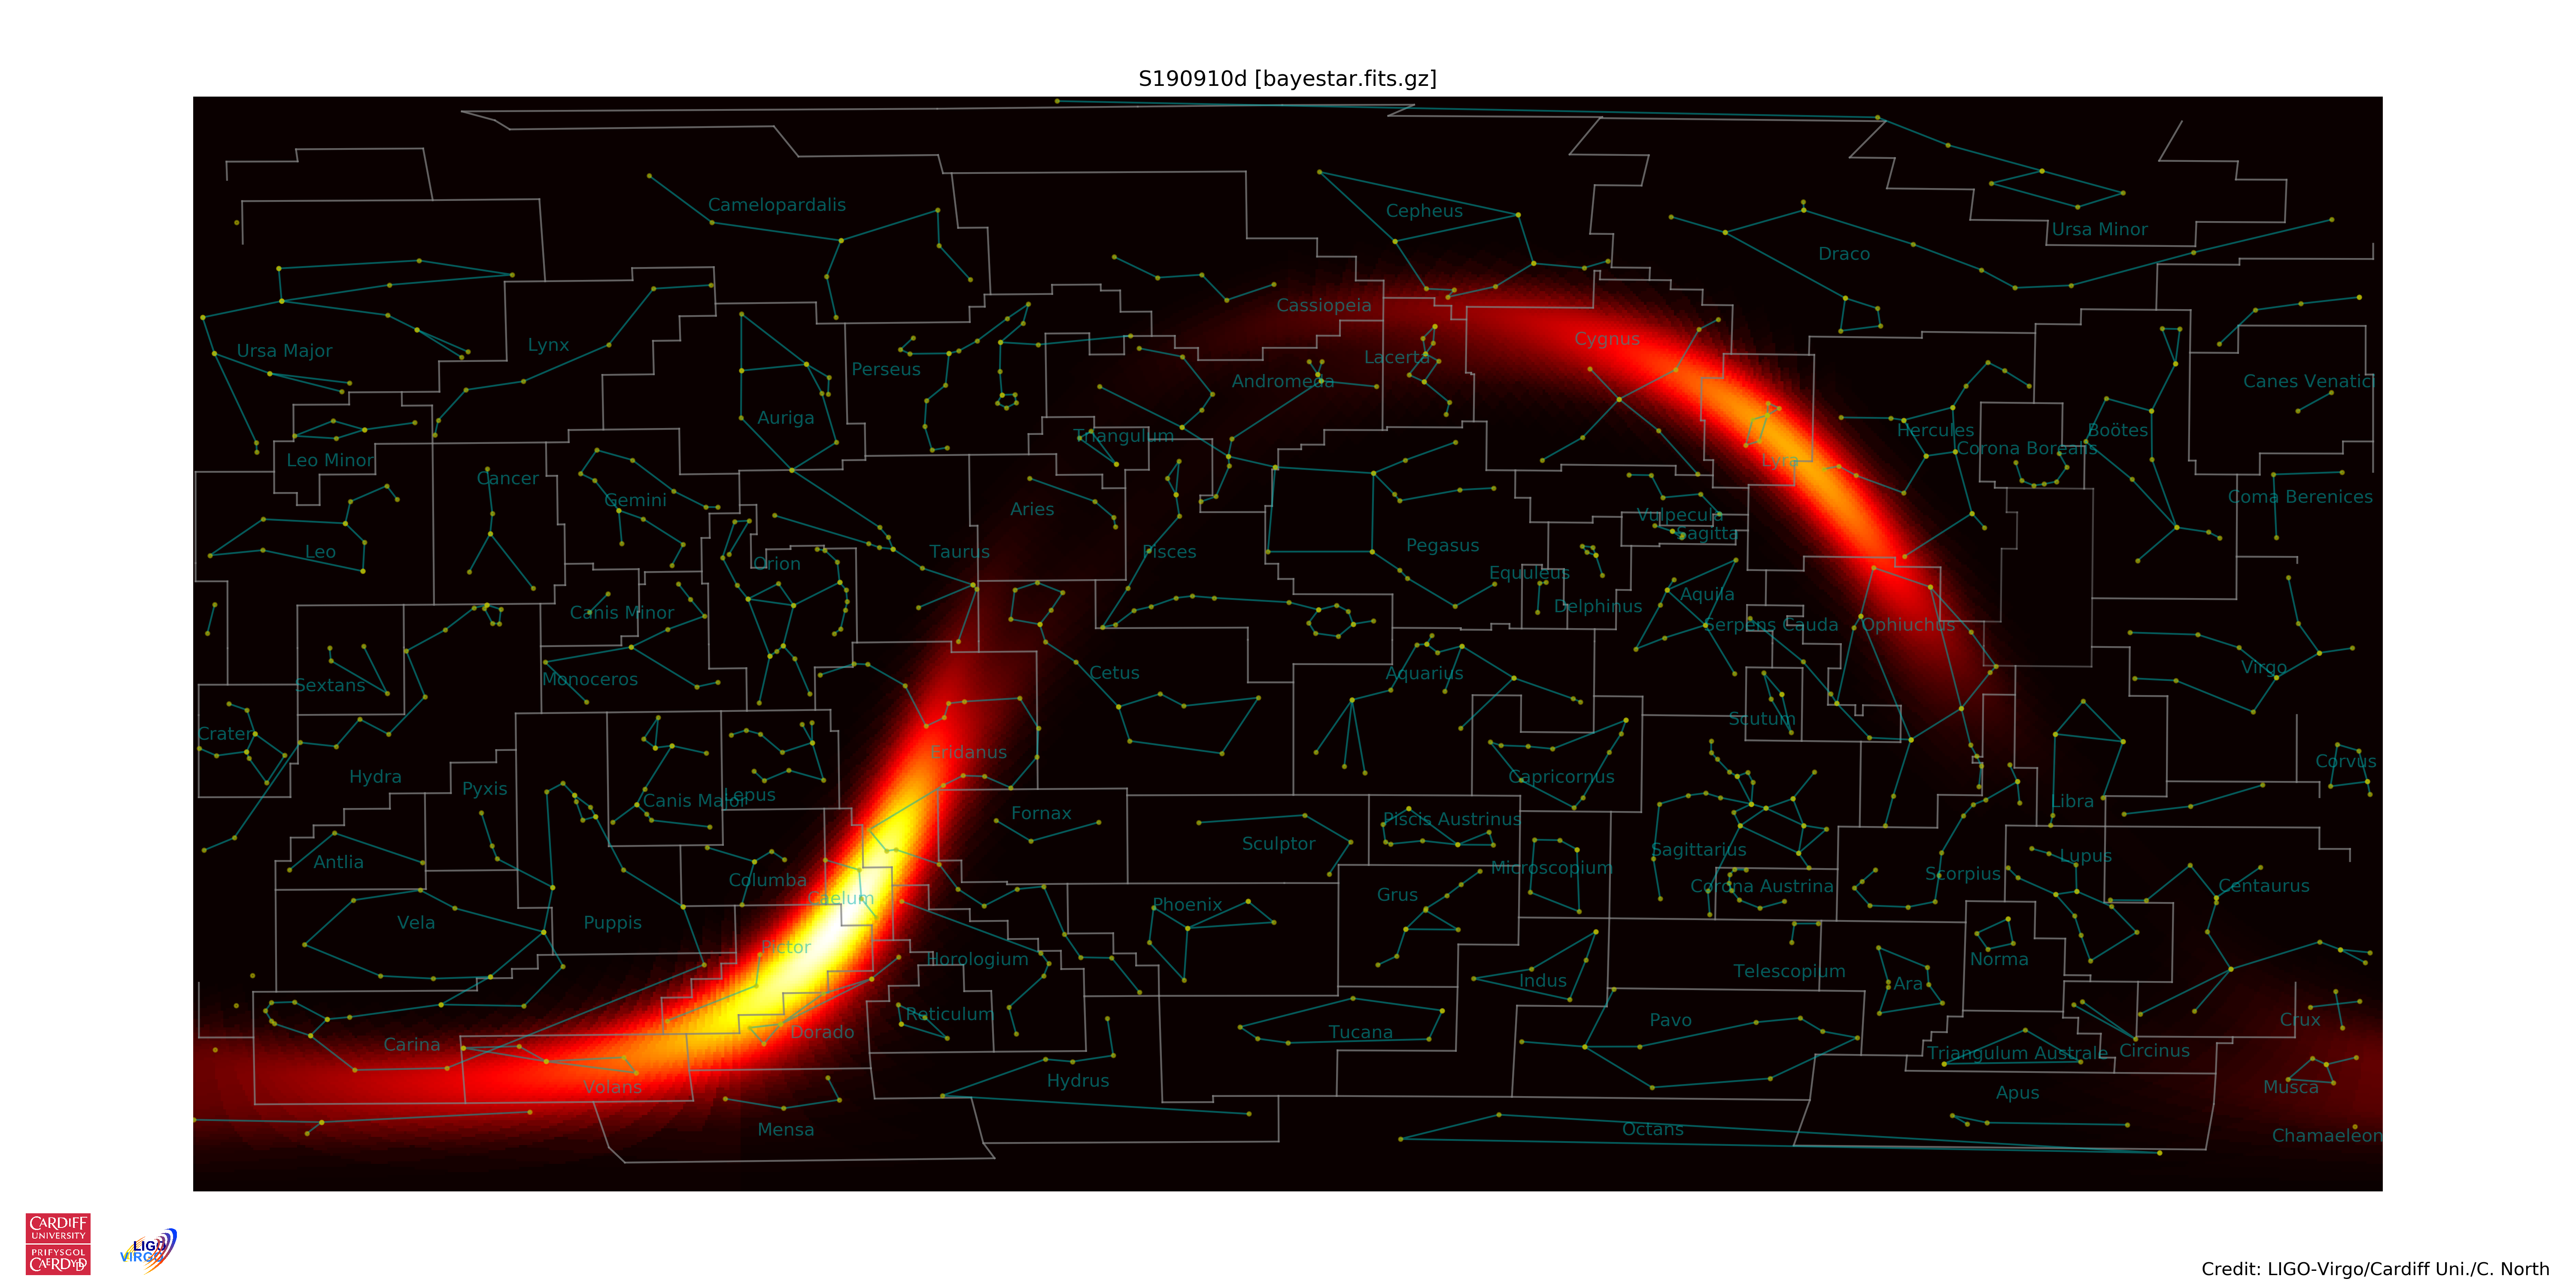 S190910d [bayestar.fits.gz]
Camelopardalis
Cepheus
Ursa Minor
Draco
Cassiopeia
Cygnus
Ursa Major
Lynx
Perseus
Lacerta
Andromeda
Canes Venatici
Auriga
Triangulum
Hercules
Boötes
Leo Minor
Lyra
Corona Borealis
Cancer
Gemini
Aries
Coma Berenices
Vulpecula
Sagitta
Leo
Orion
Taurus
Pisces
Pegasus
Equuleus
Canis Minor
Delphinus
Aquila
Serpens Cauda
Ophiuchus
Sextans
Monoceros
Cetus
Aquarius
Virgo
Crater
Scutum
Eridanus
Hydra
Pyxis
Capricornus
Corvus
Canis Major
Lepus
Fornax
Libra
Piscis Austrinus
Antlia
Sculptor
Sagittarius
Lupus
Columba
Microscopium
Corona Austrina
Scorpius
Centaurus
Caelum
Grus
Phoenix
Vela
Puppis
Pictor
Horologium
Norma
Telescopium
Indus
Ara
Reticulum
Pavo
Crux
Carina
Dorado
Tucana
Triangulum Australe
Circinus
Volans
Hydrus
Apus
Musca
Mensa
Octans
Chamaeleon
CARDIFF
UNIVERSITY
PRIFYSGOL
CAERDYDD
LIGO
VIRGO
Credit: LIGO-Virgo/Cardiff Uni./C. North